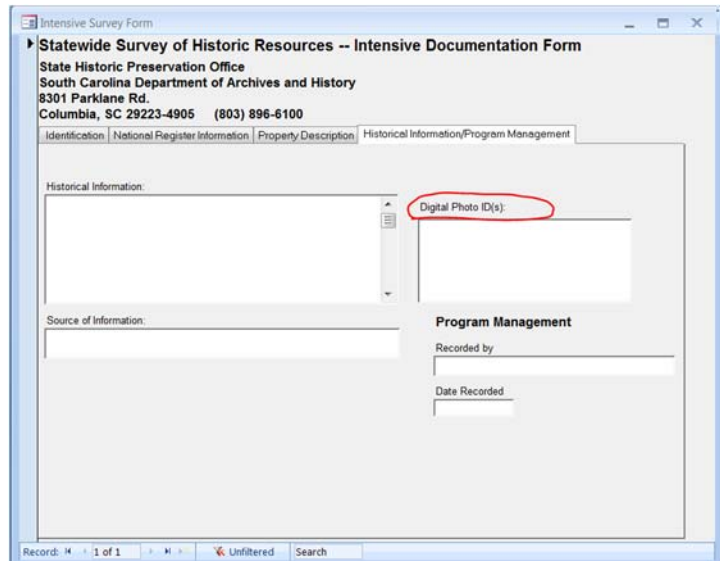 Intensive Survey Form
Statewide Survey of Historic Resources -- Intensive Documentation Form
State Historic Preservation Office
South Carolina Department of Archives and History
8301 Parklane Rd.
Columbia, SC 29223-4905 (803) 896-6100
Identification National Register Information Property Description Historical Information/Program Management
Historical Information:
Digital Photo ID(s):
Source of Information:
Program Management
Recorded by
Date Recorded
Record: 1 of 1 Unfiltered Search